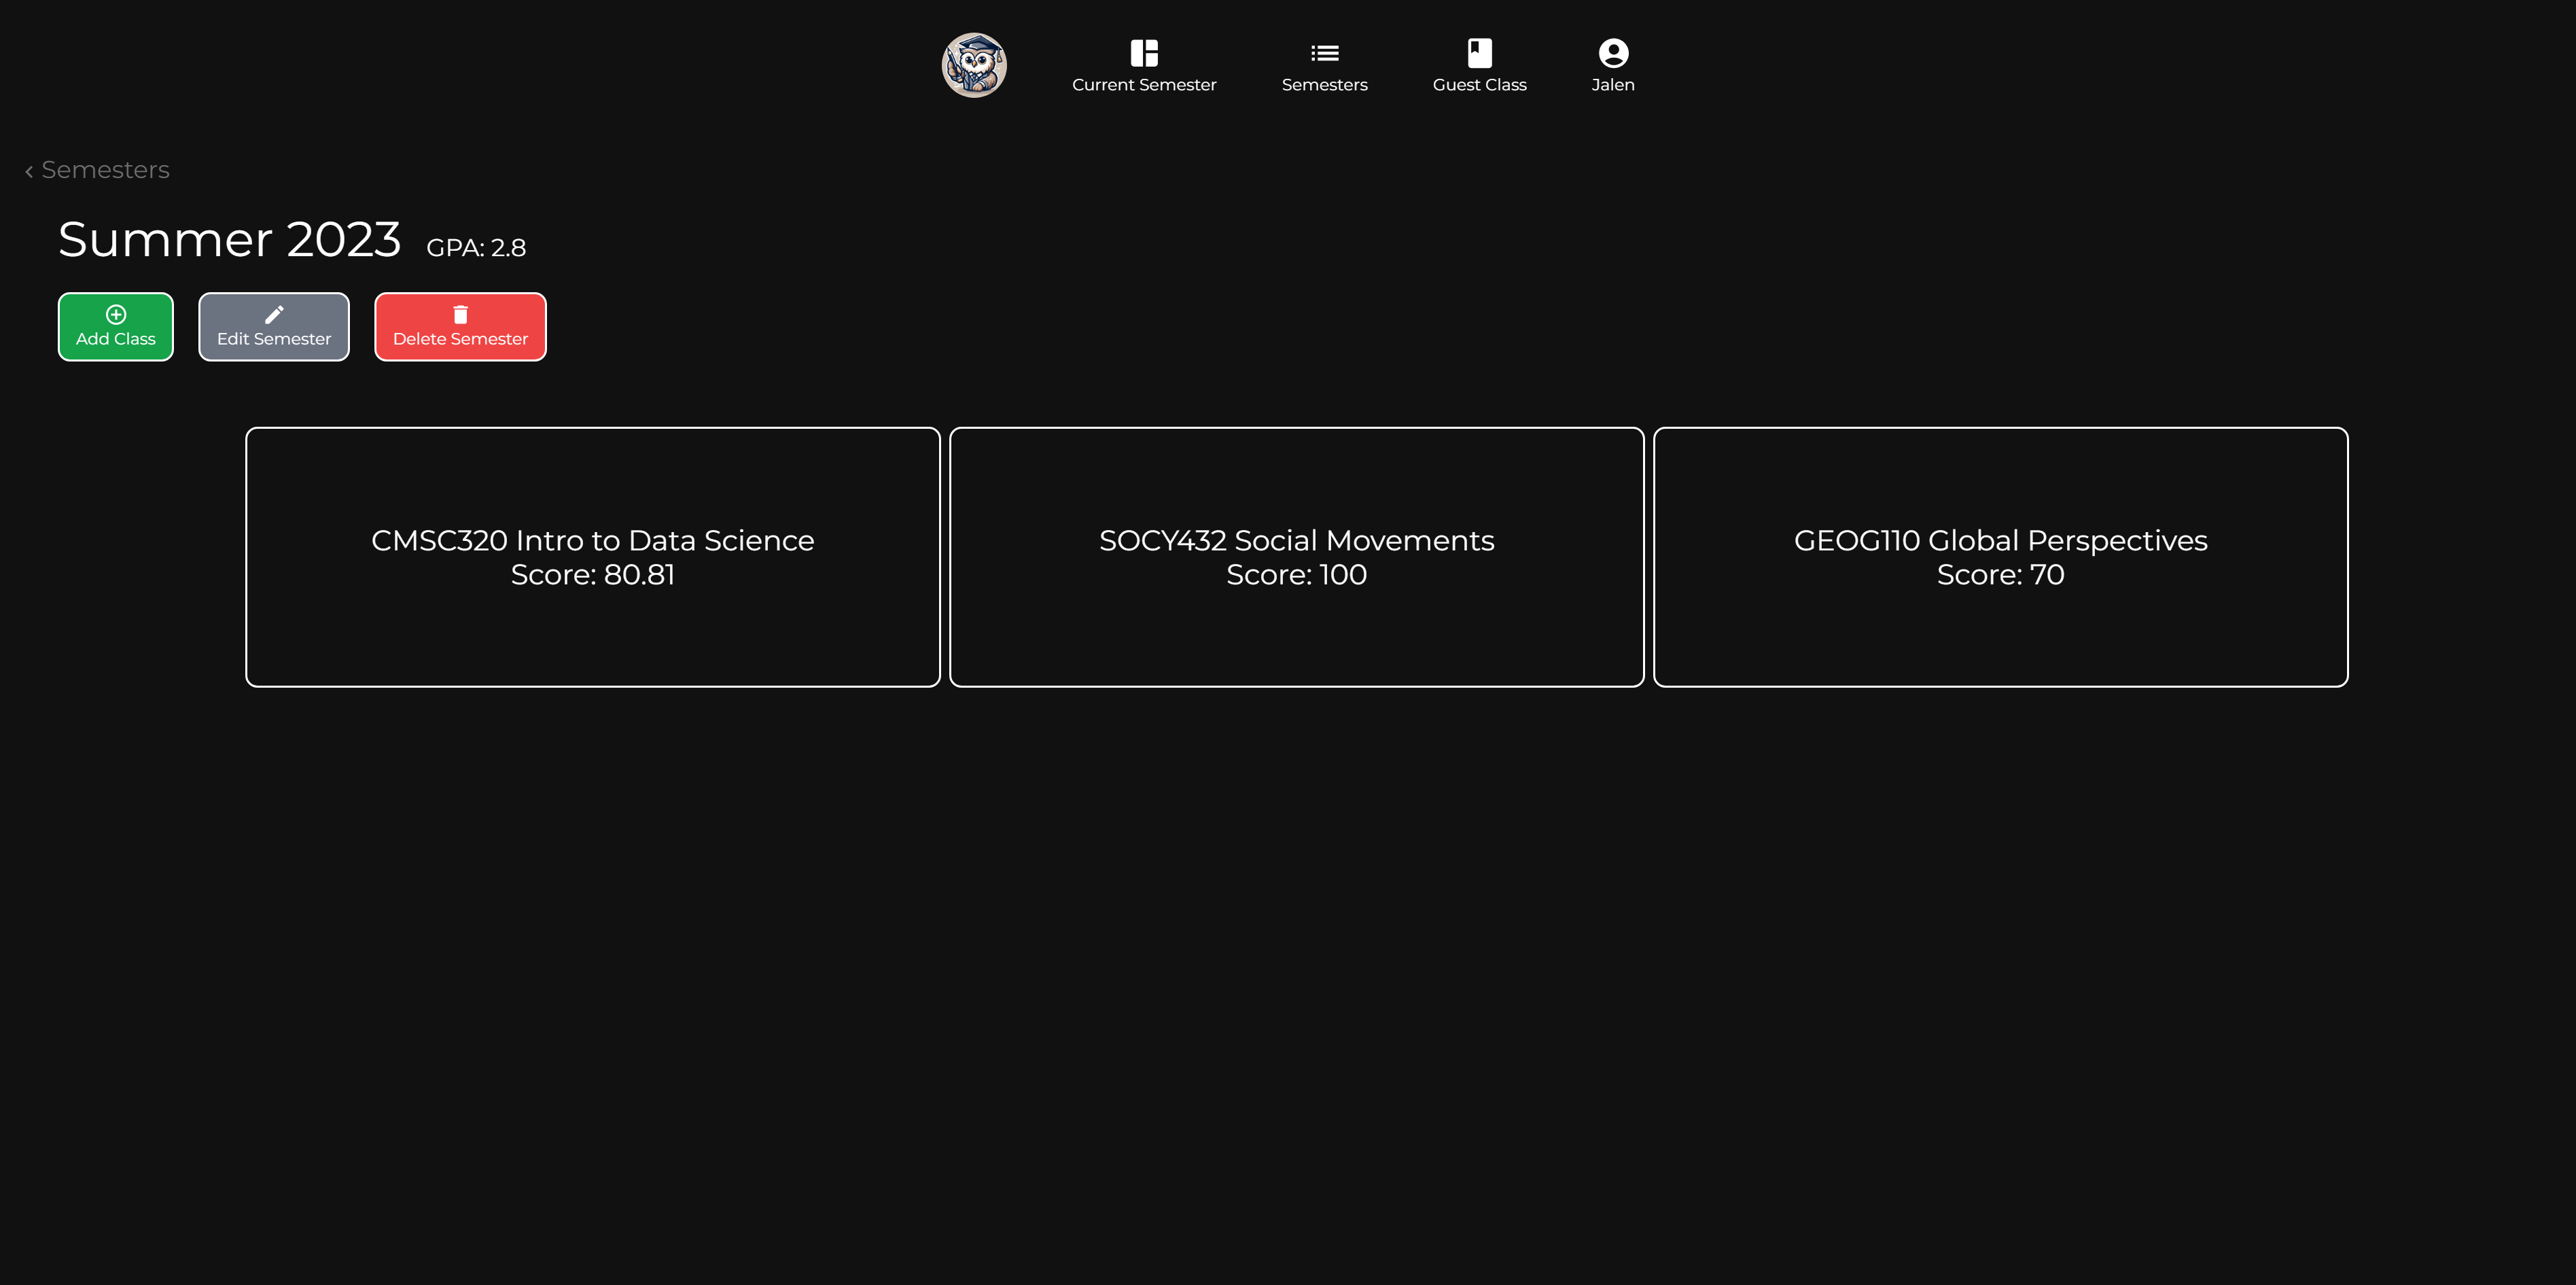 Current Semester
Semesters
Guest Class
Jalen
Semesters
Summer 2023 GPA: 2.8
Add Class
Edit Semester
Delete Semester
CMSC320 Intro to Data Science
Score: 80.81
SOCY432 Social Movements
Score: 100
GEOG110 Global Perspectives
Score: 70